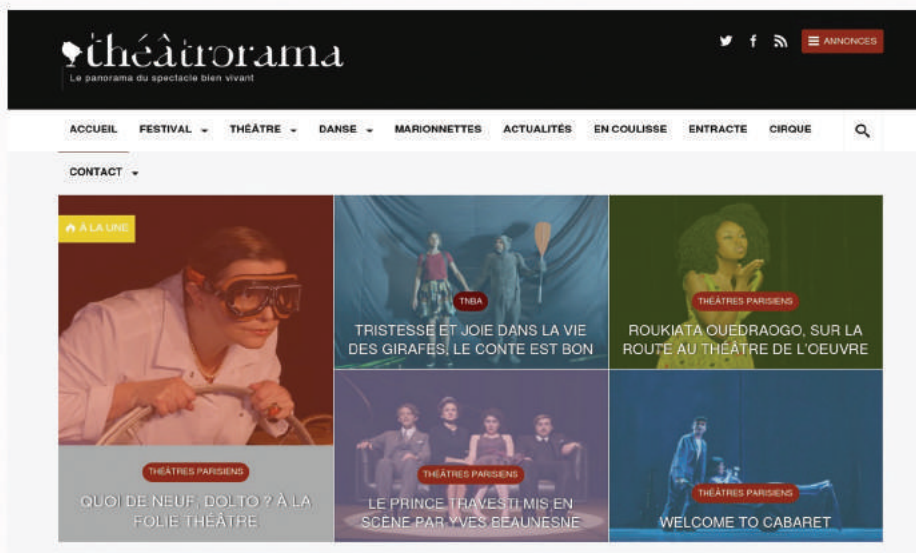 théâtrorama
Le panorama du spectacle bien vivant
ANNONCES
ACCUEIL FESTIVAL THÉÂTRE DANSE MARIONNETTES ACTUALITÉS EN COULISSE ENTRACTE CIRQUE
CONTACT
À LA UNE
THÉÂTRES PARISIENS
QUOI DE NEUF, DOLTO ? À LA
FOLIE THÉÂTRE
TNBA
TRISTESSE ET JOIE DANS LA VIE
DES GIRAFES, LE CONTE EST BON
THÉÂTRES PARISIENS
ROUKIATA OUEDRAOGO, SUR LA
ROUTE AU THÉÂTRE DE L'OEUVRE
THÉÂTRES PARISIENS
LE PRINCE TRAVESTI MIS EN
SCÈNE PAR YVES BEAUNESNE
THÉÂTRES PARISIENS
WELCOME TO CABARET